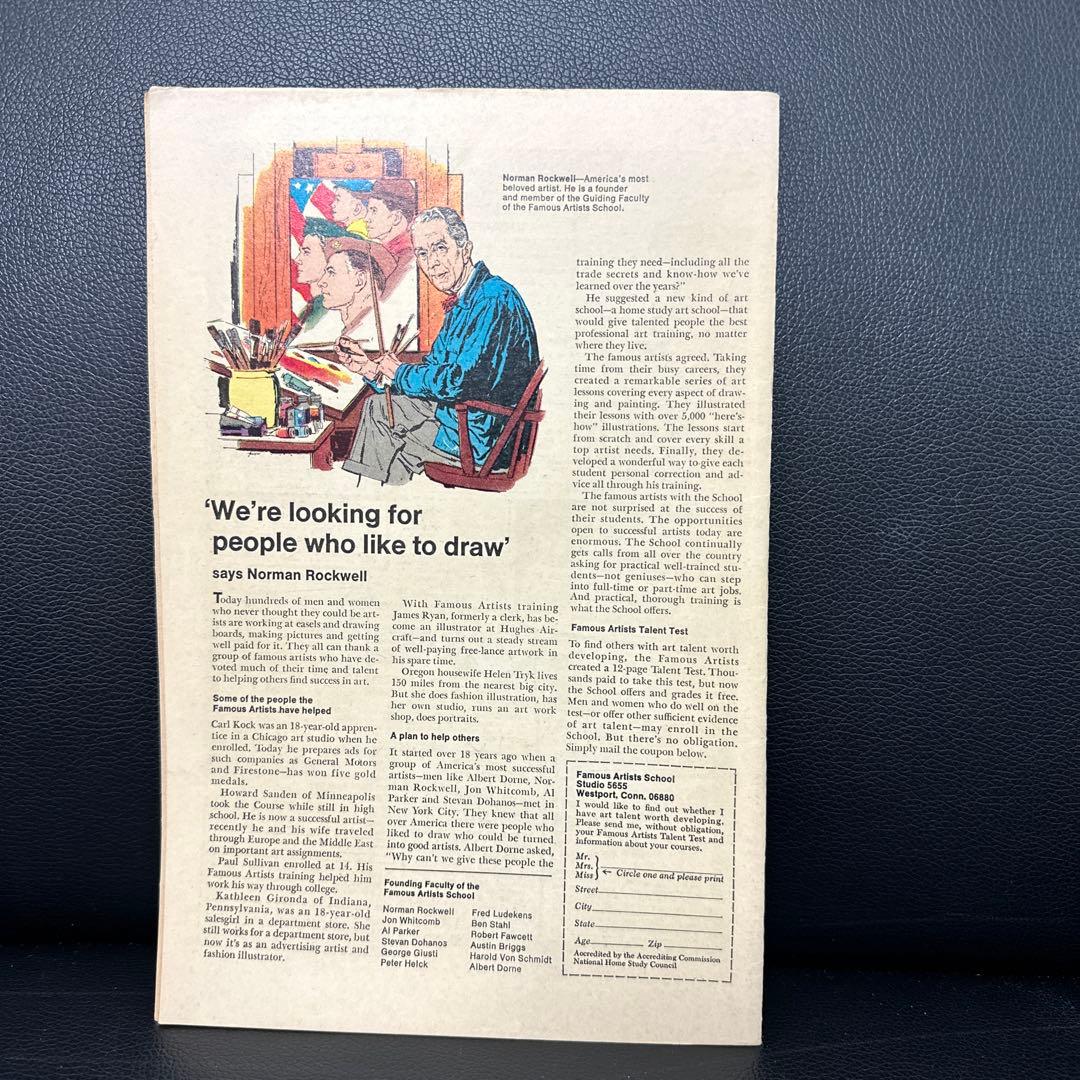 Norman Rockwell—America's most
beloved artist. He is a founder
and member of the Guiding Faculty
of the Famous Artists School.
'We're looking for
people who like to draw'
says Norman Rockwell
Today hundreds of men and women
who never thought they could be art-
ists are working at easels and drawing
boards, making pictures and getting
well paid for it. They all can thank a
group of famous artists who have de-
voted much of their time and talent
to helping others find success in art.
Some of the people the
Famous Artists have helped
Carl Kock was an 18-year-old appren-
tice in a Chicago art studio when he
enrolled. Today he prepares ads for
such companies as General Motors
and Firestone—has won five gold
medals.
Howard Sanden of Minneapolis
took the Course while still in high
school. He is now a successful artist—
recently he and his wife traveled
through Europe and the Middle East
on important art assignments.
Paul Sullivan enrolled at 14. His
Famous Artists training helped him
work his way through college.
Kathleen Gironda of Indiana,
Pennsylvania, was an 18-year-old
salesgirl in a department store. She
still works for a department store, but
now it's as an advertising artist and
fashion illustrator.
With Famous Artists training
James Ryan, formerly a clerk, has be-
come an illustrator at Hughes Air-
craft—and turns out a steady stream
of well-paying free-lance artwork in
his spare time.
Oregon housewife Helen Tryk lives
150 miles from the nearest big city.
But she does fashion illustration, has
her own studio, runs an art work
shop, does portraits.
A plan to help others
It started over 18 years ago when a
group of America's most successful
artists—men like Albert Dorne, Nor-
man Rockwell, Jon Whitcomb, Al
Parker and Stevan Dohanos—met in
New York City. They knew that all
over America there were people who
liked to draw who could be turned
into good artists. Albert Dorne asked,
"Why can't we give these people the
Founding Faculty of the
Famous Artists School
Norman Rockwell
Jon Whitcomb
Al Parker
Stevan Dohanos
George Giusti
Peter Helck
Fred Ludekens
Ben Stahl
Robert Fawcett
Austin Briggs
Harold Von Schmidt
Albert Dorne
training they need—including all the
trade secrets and know-how we've
learned over the years?"
He suggested a new kind of art
school—a home study art school—that
would give talented people the best
professional art training, no matter
where they live.
The famous artists agreed. Taking
time from their busy careers, they
created a remarkable series of art
lessons covering every aspect of draw-
ing and painting. They illustrated
their lessons with over 5,000 "here's-
how" illustrations. The lessons start
from scratch and cover every skill a
top artist needs. Finally, they de-
veloped a wonderful way to give each
student personal correction and ad-
vice all through his training.
The famous artists with the School
are not surprised at the success of
their students. The opportunities
open to successful artists today are
enormous. The School continually
gets calls from all over the country
asking for practical well-trained stu-
dents—not geniuses—who can step
into full-time or part-time art jobs.
And practical, thorough training is
what the School offers.
Famous Artists Talent Test
To find others with art talent worth
developing, the Famous Artists
created a 12-page Talent Test. Thou-
sands paid to take this test, but now
the School offers and grades it free.
Men and women who do well on the
test—or offer other sufficient evidence
of art talent—may enroll in the
School. But there's no obligation.
Simply mail the coupon below.
Famous Artists School
Studio 5655
Westport, Conn. 06880
I would like to find out whether I
have art talent worth developing.
Please send me, without obligation,
your Famous Artists Talent Test and
information about your courses.
Mr.
Mrs.
Miss
← Circle one and please print
Street
City
State
Age Zip
Accredited by the Accrediting Commission
National Home Study Council